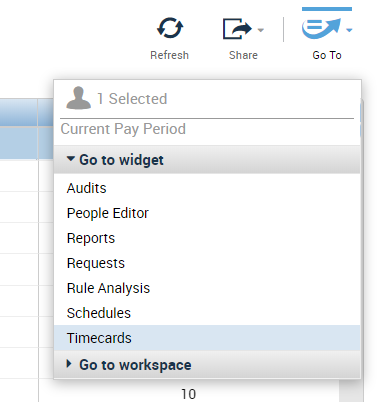 Refresh
Share
Go To
1 Selected
Current Pay Period
Go to widget
Audits
People Editor
Reports
Requests
Rule Analysis
Schedules
Timecards
Go to workspace
10